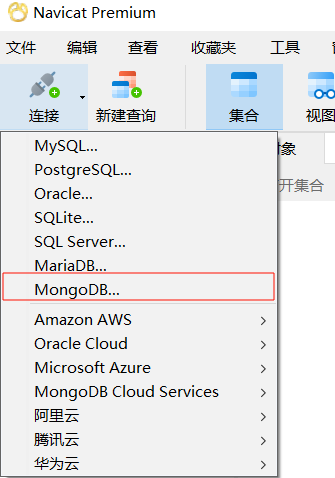 Navicat Premium
文件 编辑 查看 收藏夹 工具
连接 新建查询 集合 视图
对象
MySQL...
PostgreSQL...
开集合
Oracle...
SQLite...
SQL Server...
MariaDB...
MongoDB...
Amazon AWS
Oracle Cloud
Microsoft Azure
MongoDB Cloud Services
阿里云
腾讯云
华为云